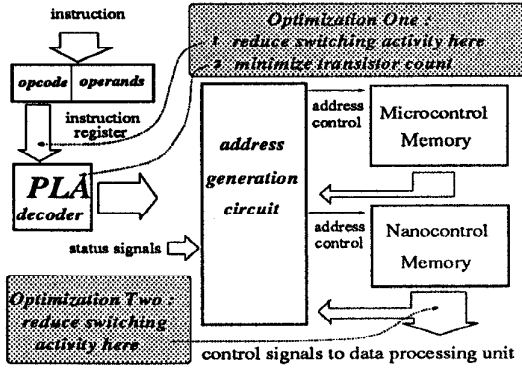 instruction
Optimization One :
1 reduce switching activity here
2 minimize transistor count
opcode operands
instruction
register
PLA
decoder
status signals
address
generation
circuit
address
control
Microcontrol
Memory
address
control
Nanocontrol
Memory
Optimization Two :
reduce switching
activity here
control signals to data processing unit